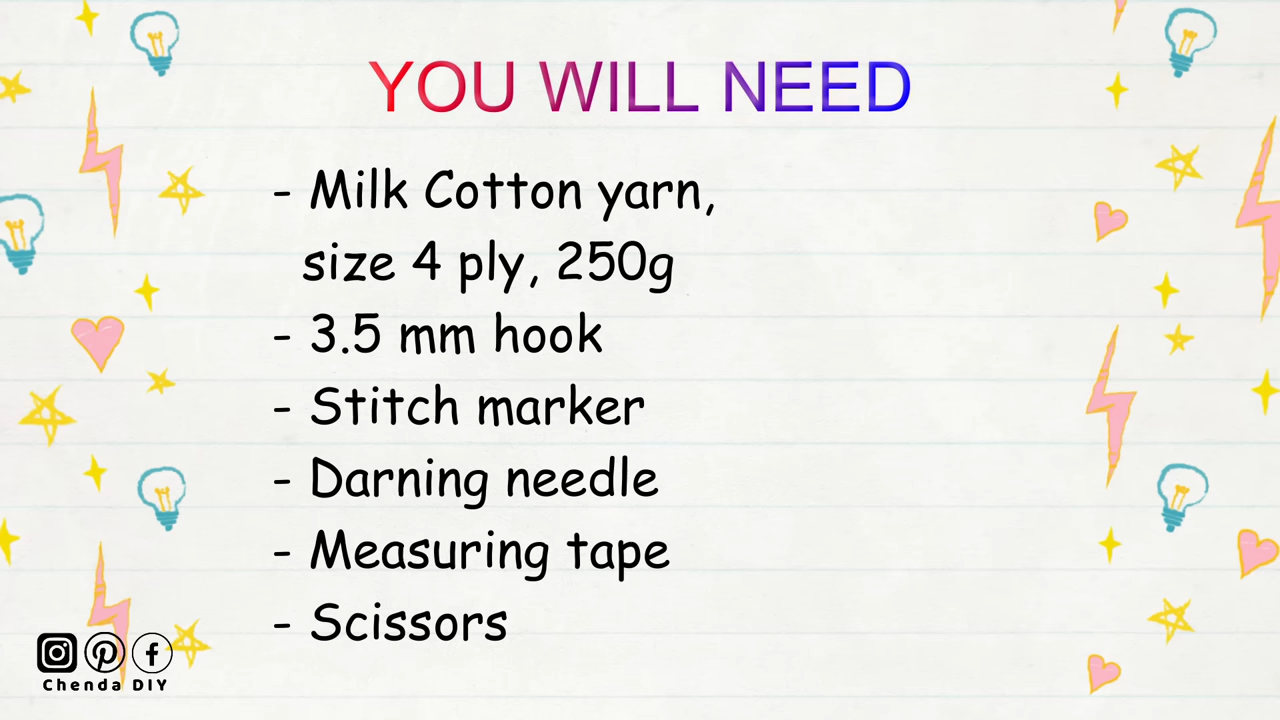 YOU WILL NEED
- Milk Cotton yarn,
size 4 ply, 250g
- 3.5 mm hook
- Stitch marker
- Darning needle
- Measuring tape
- Scissors
Chenda DIY